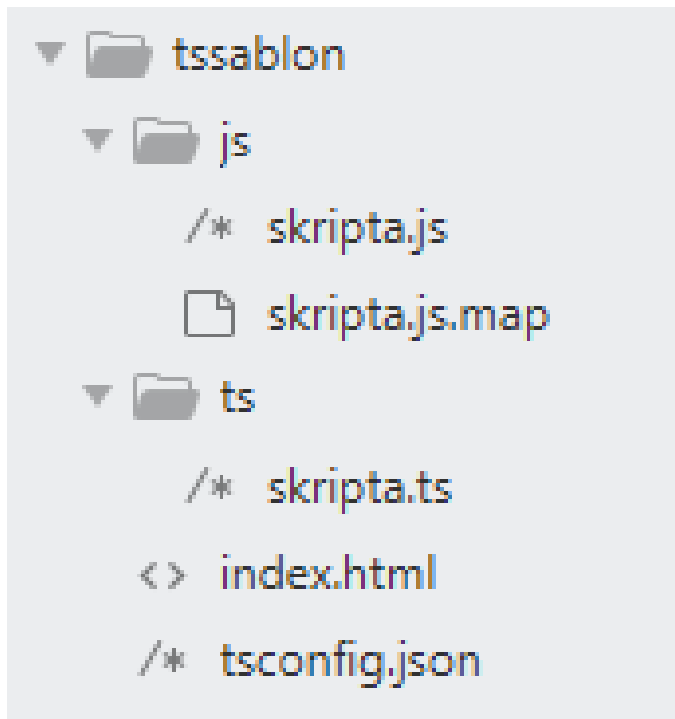 tssablon
js
/* skripta.js
skripta.js.map
ts
/* skripta.ts
<> index.html
/* tsconfig.json